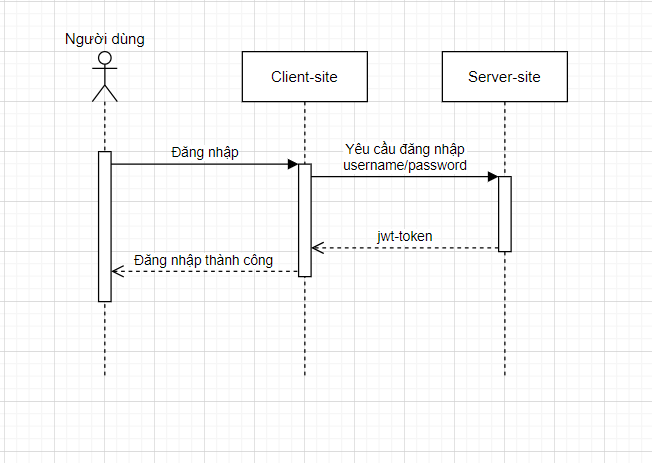 Người dùng
Client-site
Server-site
Đăng nhập
Yêu cầu đăng nhập
username/password
jwt-token
Đăng nhập thành công